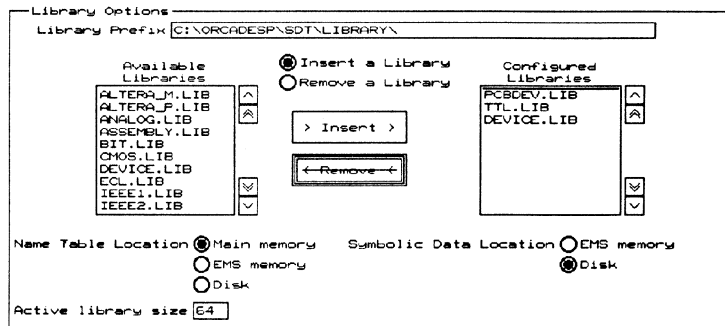 Library Options
Library Prefix C:\ORCADESP\SDT\LIBRARY\
Available Libraries
Insert a Library
Remove a Library
Configured Libraries
ALTERA_M.LIB
ALTERA_P.LIB
ANALOG.LIB
ASSEMBLY.LIB
BIT.LIB
CMOS.LIB
DEVICE.LIB
ECL.LIB
IEEE1.LIB
IEEE2.LIB
> Insert >
< Remove <
PCBDEV.LIB
TTL.LIB
DEVICE.LIB
Name Table Location Main memory
EMS memory
Disk
Symbolic Data Location EMS memory
Disk
Active library size 64